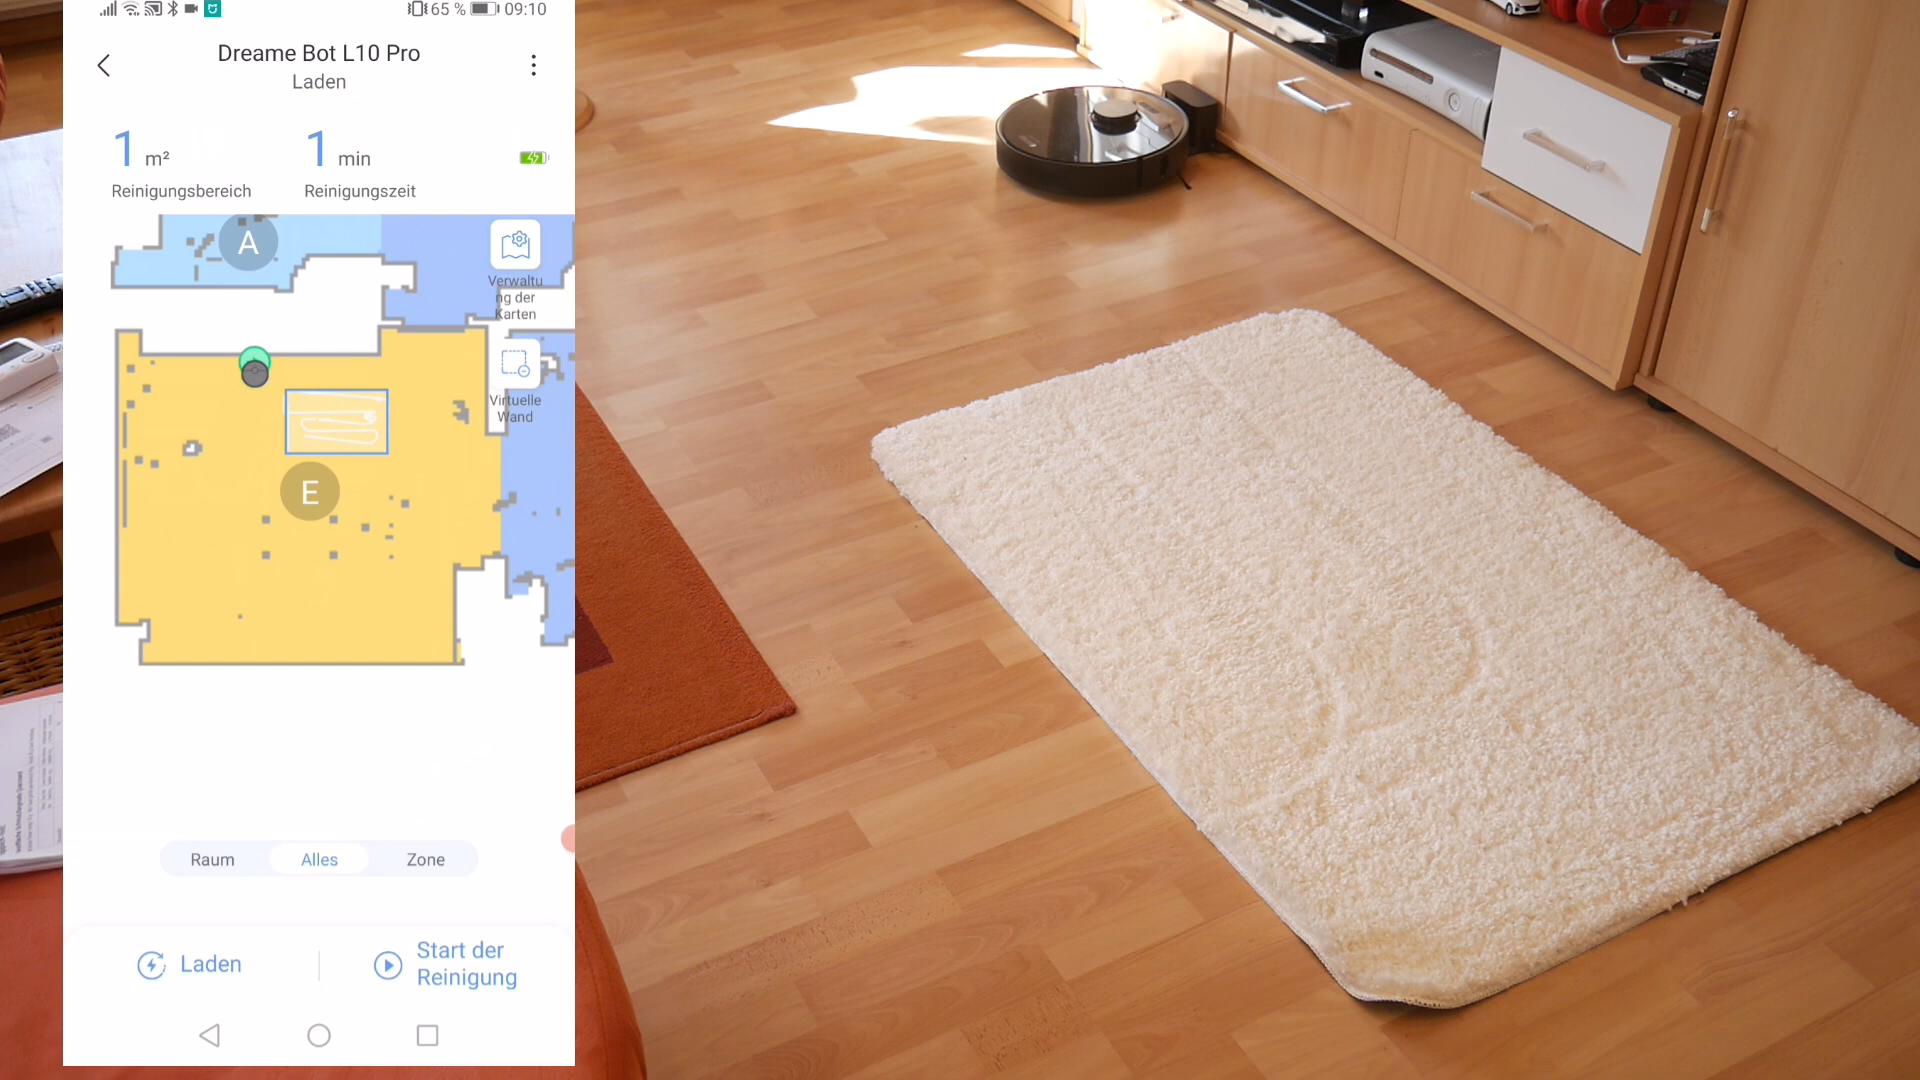 65 % 09:10
Dreame Bot L10 Pro
Laden
1 m² 1 min
Reinigungsbereich Reinigungszeit
A
Verwaltu
ng der
Karten
Virtuelle
Wand
E
Raum Alles Zone
Laden
Start der
Reinigung